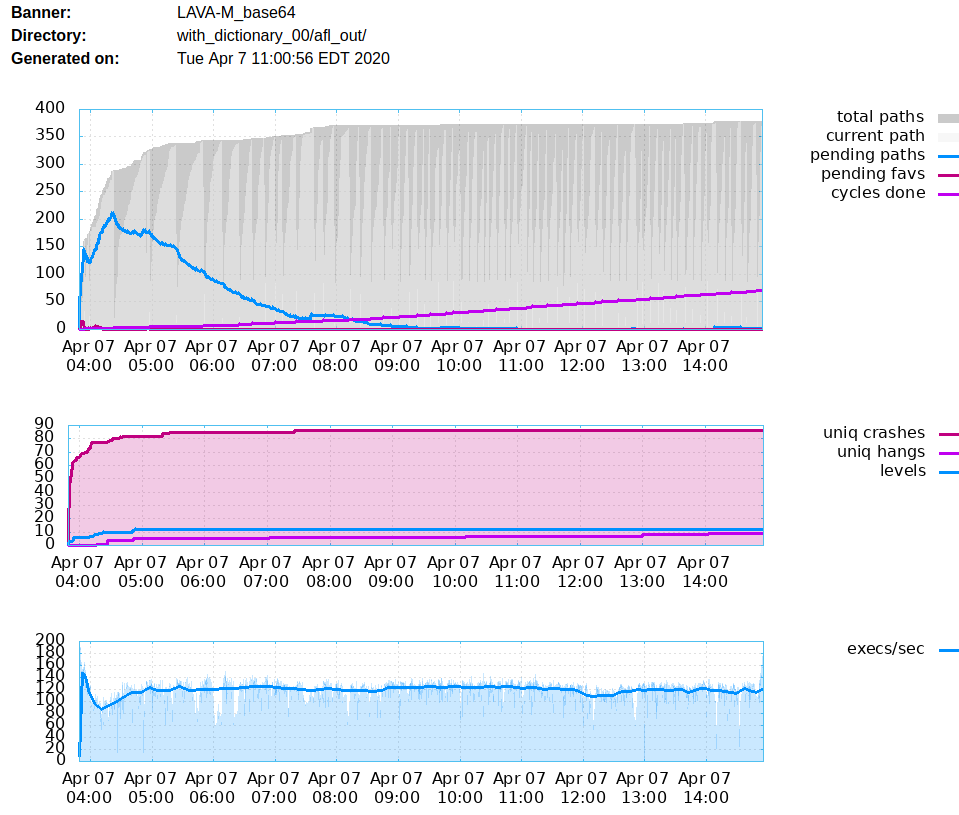 Banner: LAVA-M_base64
Directory: with_dictionary_00/afl_out/
Generated on: Tue Apr 7 11:00:56 EDT 2020
400
350
300
250
200
150
100
50
0
Apr 07 Apr 07 Apr 07 Apr 07 Apr 07 Apr 07 Apr 07 Apr 07 Apr 07 Apr 07 Apr 07
04:00 05:00 06:00 07:00 08:00 09:00 10:00 11:00 12:00 13:00 14:00
total paths
current path
pending paths
pending favs
cycles done
90
80
70
60
50
40
30
20
10
0
Apr 07 Apr 07 Apr 07 Apr 07 Apr 07 Apr 07 Apr 07 Apr 07 Apr 07 Apr 07 Apr 07
04:00 05:00 06:00 07:00 08:00 09:00 10:00 11:00 12:00 13:00 14:00
uniq crashes
uniq hangs
levels
200
180
160
140
120
100
80
60
40
20
0
Apr 07 Apr 07 Apr 07 Apr 07 Apr 07 Apr 07 Apr 07 Apr 07 Apr 07 Apr 07 Apr 07
04:00 05:00 06:00 07:00 08:00 09:00 10:00 11:00 12:00 13:00 14:00
execs/sec